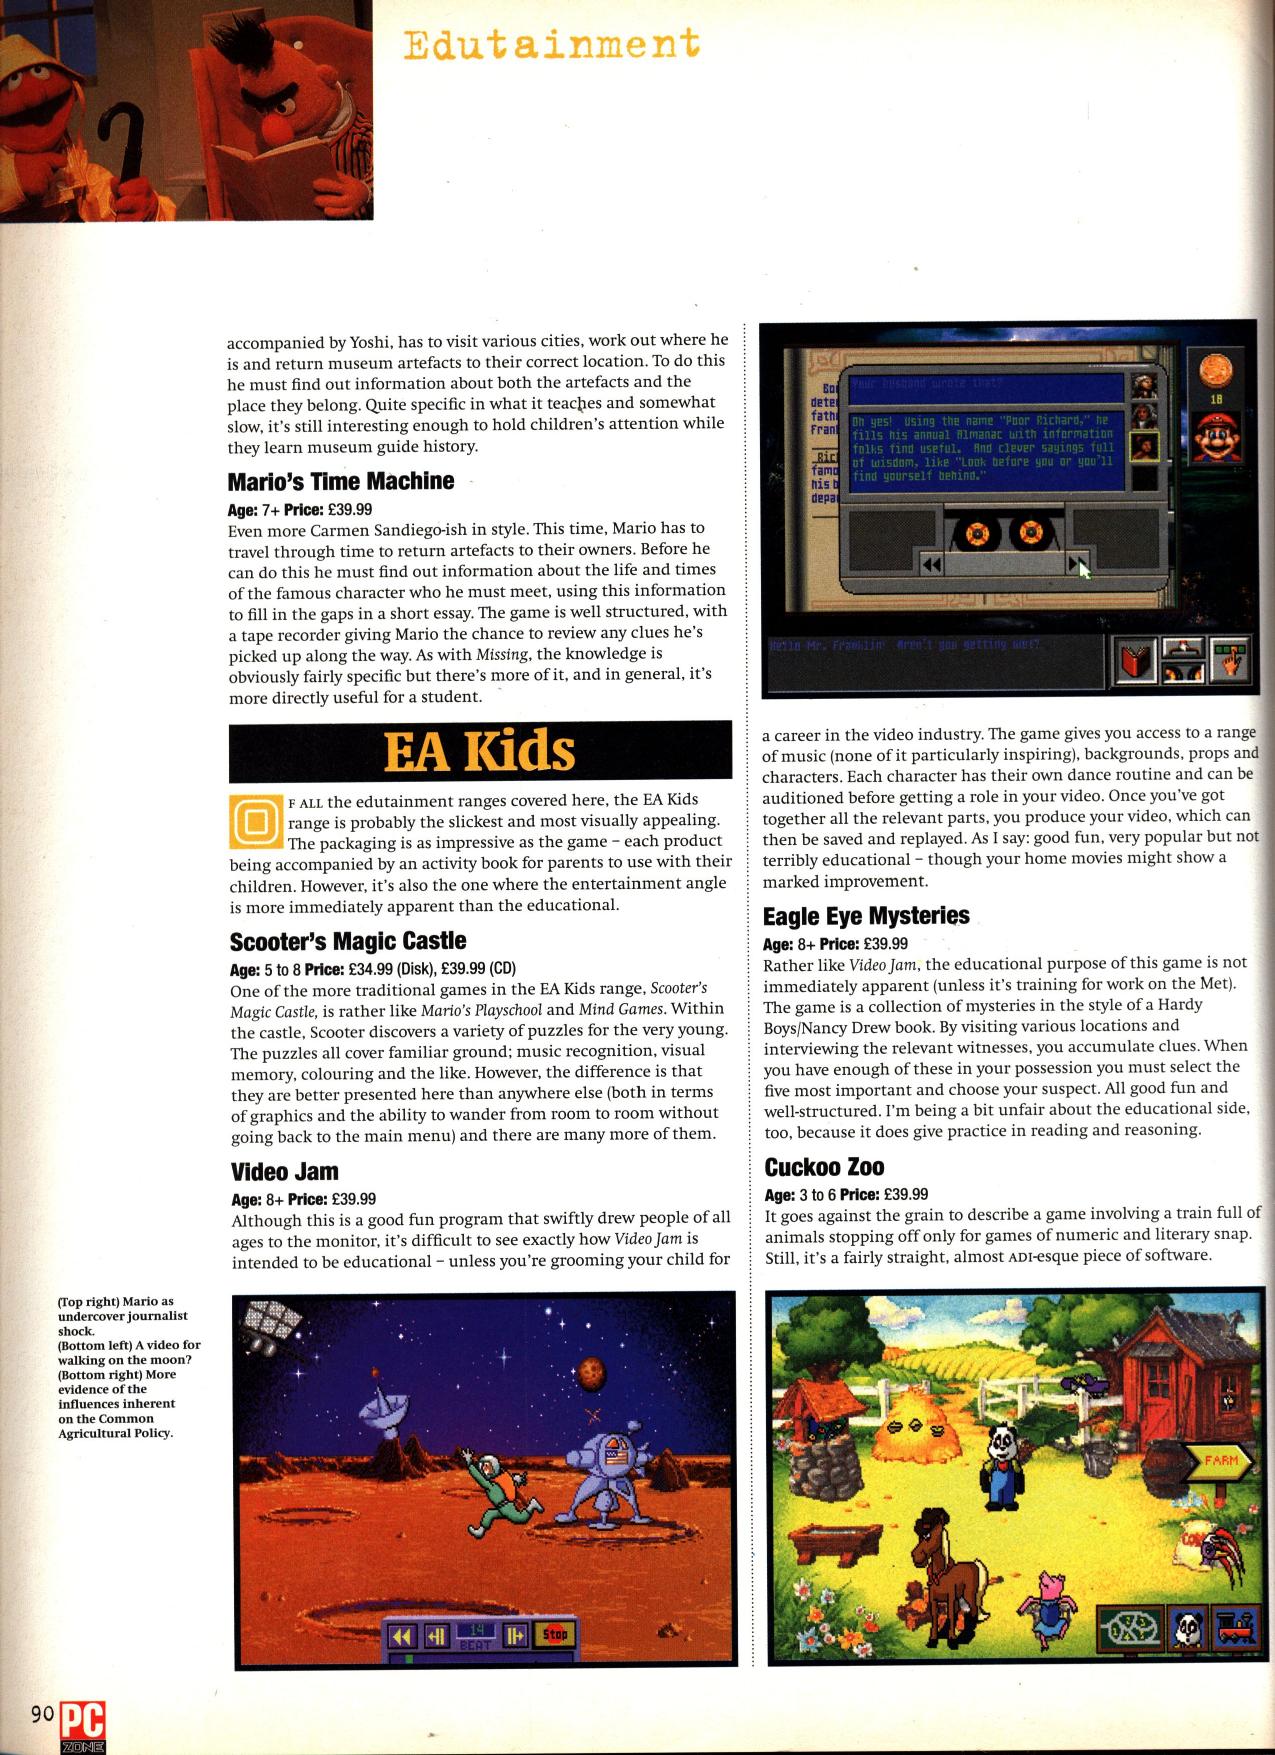 Edutainment
accompanied by Yoshi, has to visit various cities, work out where he
is and return museum artefacts to their correct location. To do this
he must find out information about both the artefacts and the
place they belong. Quite specific in what it teaches and somewhat
slow, it's still interesting enough to hold children's attention while
they learn museum guide history.
Mario's Time Machine
Age: 7+ Price: £39.99
Even more Carmen Sandiego-ish in style. This time, Mario has to
travel through time to return artefacts to their owners. Before he
can do this he must find out information about the life and times
of the famous character who he must meet, using this information
to fill in the gaps in a short essay. The game is well structured, with
a tape recorder giving Mario the chance to review any clues he's
picked up along the way. As with Missing, the knowledge is
obviously fairly specific but there's more of it, and in general, it's
more directly useful for a student.
EA Kids
OF ALL the edutainment ranges covered here, the EA Kids
range is probably the slickest and most visually appealing.
The packaging is as impressive as the game – each product
being accompanied by an activity book for parents to use with their
children. However, it's also the one where the entertainment angle
is more immediately apparent than the educational.
Scooter's Magic Castle
Age: 5 to 8 Price: £34.99 (Disk), £39.99 (CD)
One of the more traditional games in the EA Kids range, Scooter's
Magic Castle, is rather like Mario's Playschool and Mind Games. Within
the castle, Scooter discovers a variety of puzzles for the very young.
The puzzles all cover familiar ground; music recognition, visual
memory, colouring and the like. However, the difference is that
they are better presented here than anywhere else (both in terms
of graphics and the ability to wander from room to room without
going back to the main menu) and there are many more of them.
Video Jam
Age: 8+ Price: £39.99
Although this is a good fun program that swiftly drew people of all
ages to the monitor, it's difficult to see exactly how Video Jam is
intended to be educational – unless you're grooming your child for
Your husband wrote that?
Oh yes! Using the name "Poor Richard," he
fills his annual Almanac with information
folks find useful. And clever sayings full
of wisdom, like "Look before you or you'll
find yourself behind."
Bo
dete
fath
Fran
Ric
famo
his b
depa
18
Hello Mr. Franklin! Aren't you getting wet?
a career in the video industry. The game gives you access to a range
of music (none of it particularly inspiring), backgrounds, props and
characters. Each character has their own dance routine and can be
auditioned before getting a role in your video. Once you've got
together all the relevant parts, you produce your video, which can
then be saved and replayed. As I say: good fun, very popular but not
terribly educational – though your home movies might show a
marked improvement.
Eagle Eye Mysteries
Age: 8+ Price: £39.99
Rather like Video Jam, the educational purpose of this game is not
immediately apparent (unless it's training for work on the Met).
The game is a collection of mysteries in the style of a Hardy
Boys/Nancy Drew book. By visiting various locations and
interviewing the relevant witnesses, you accumulate clues. When
you have enough of these in your possession you must select the
five most important and choose your suspect. All good fun and
well-structured. I'm being a bit unfair about the educational side,
too, because it does give practice in reading and reasoning.
Cuckoo Zoo
Age: 3 to 6 Price: £39.99
It goes against the grain to describe a game involving a train full of
animals stopping off only for games of numeric and literary snap.
Still, it's a fairly straight, almost ADI-esque piece of software.
(Top right) Mario as
undercover journalist
shock.
(Bottom left) A video for
walking on the moon?
(Bottom right) More
evidence of the
influences inherent
on the Common
Agricultural Policy.
14
BEAT
Stop
FARM
CORN
90
PC
ZONE